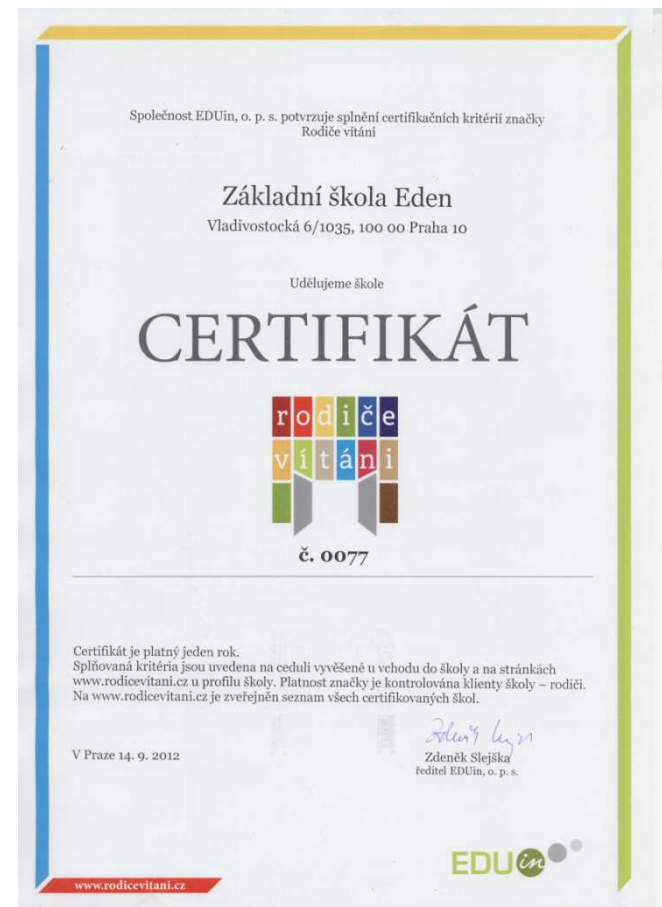 Společnost EDUin, o. p. s. potvrzuje splnění certifikačních kritérií značky
Rodiče vítáni
Základní škola Eden
Vladivostocká 6/1035, 100 00 Praha 10
Udělujeme škole
CERTIFIKÁT
rodiče
vítáni
č. 0077
Certifikát je platný jeden rok.
Splňovaná kritéria jsou uvedena na ceduli vyvěšené u vchodu do školy a na stránkách
www.rodicevitani.cz u profilu školy. Platnost značky je kontrolována klienty školy – rodiči.
Na www.rodicevitani.cz je zveřejněn seznam všech certifikovaných škol.
V Praze 14. 9. 2012
Zdeněk Slejška
ředitel EDUin, o. p. s.
EDUin
www.rodicevitani.cz